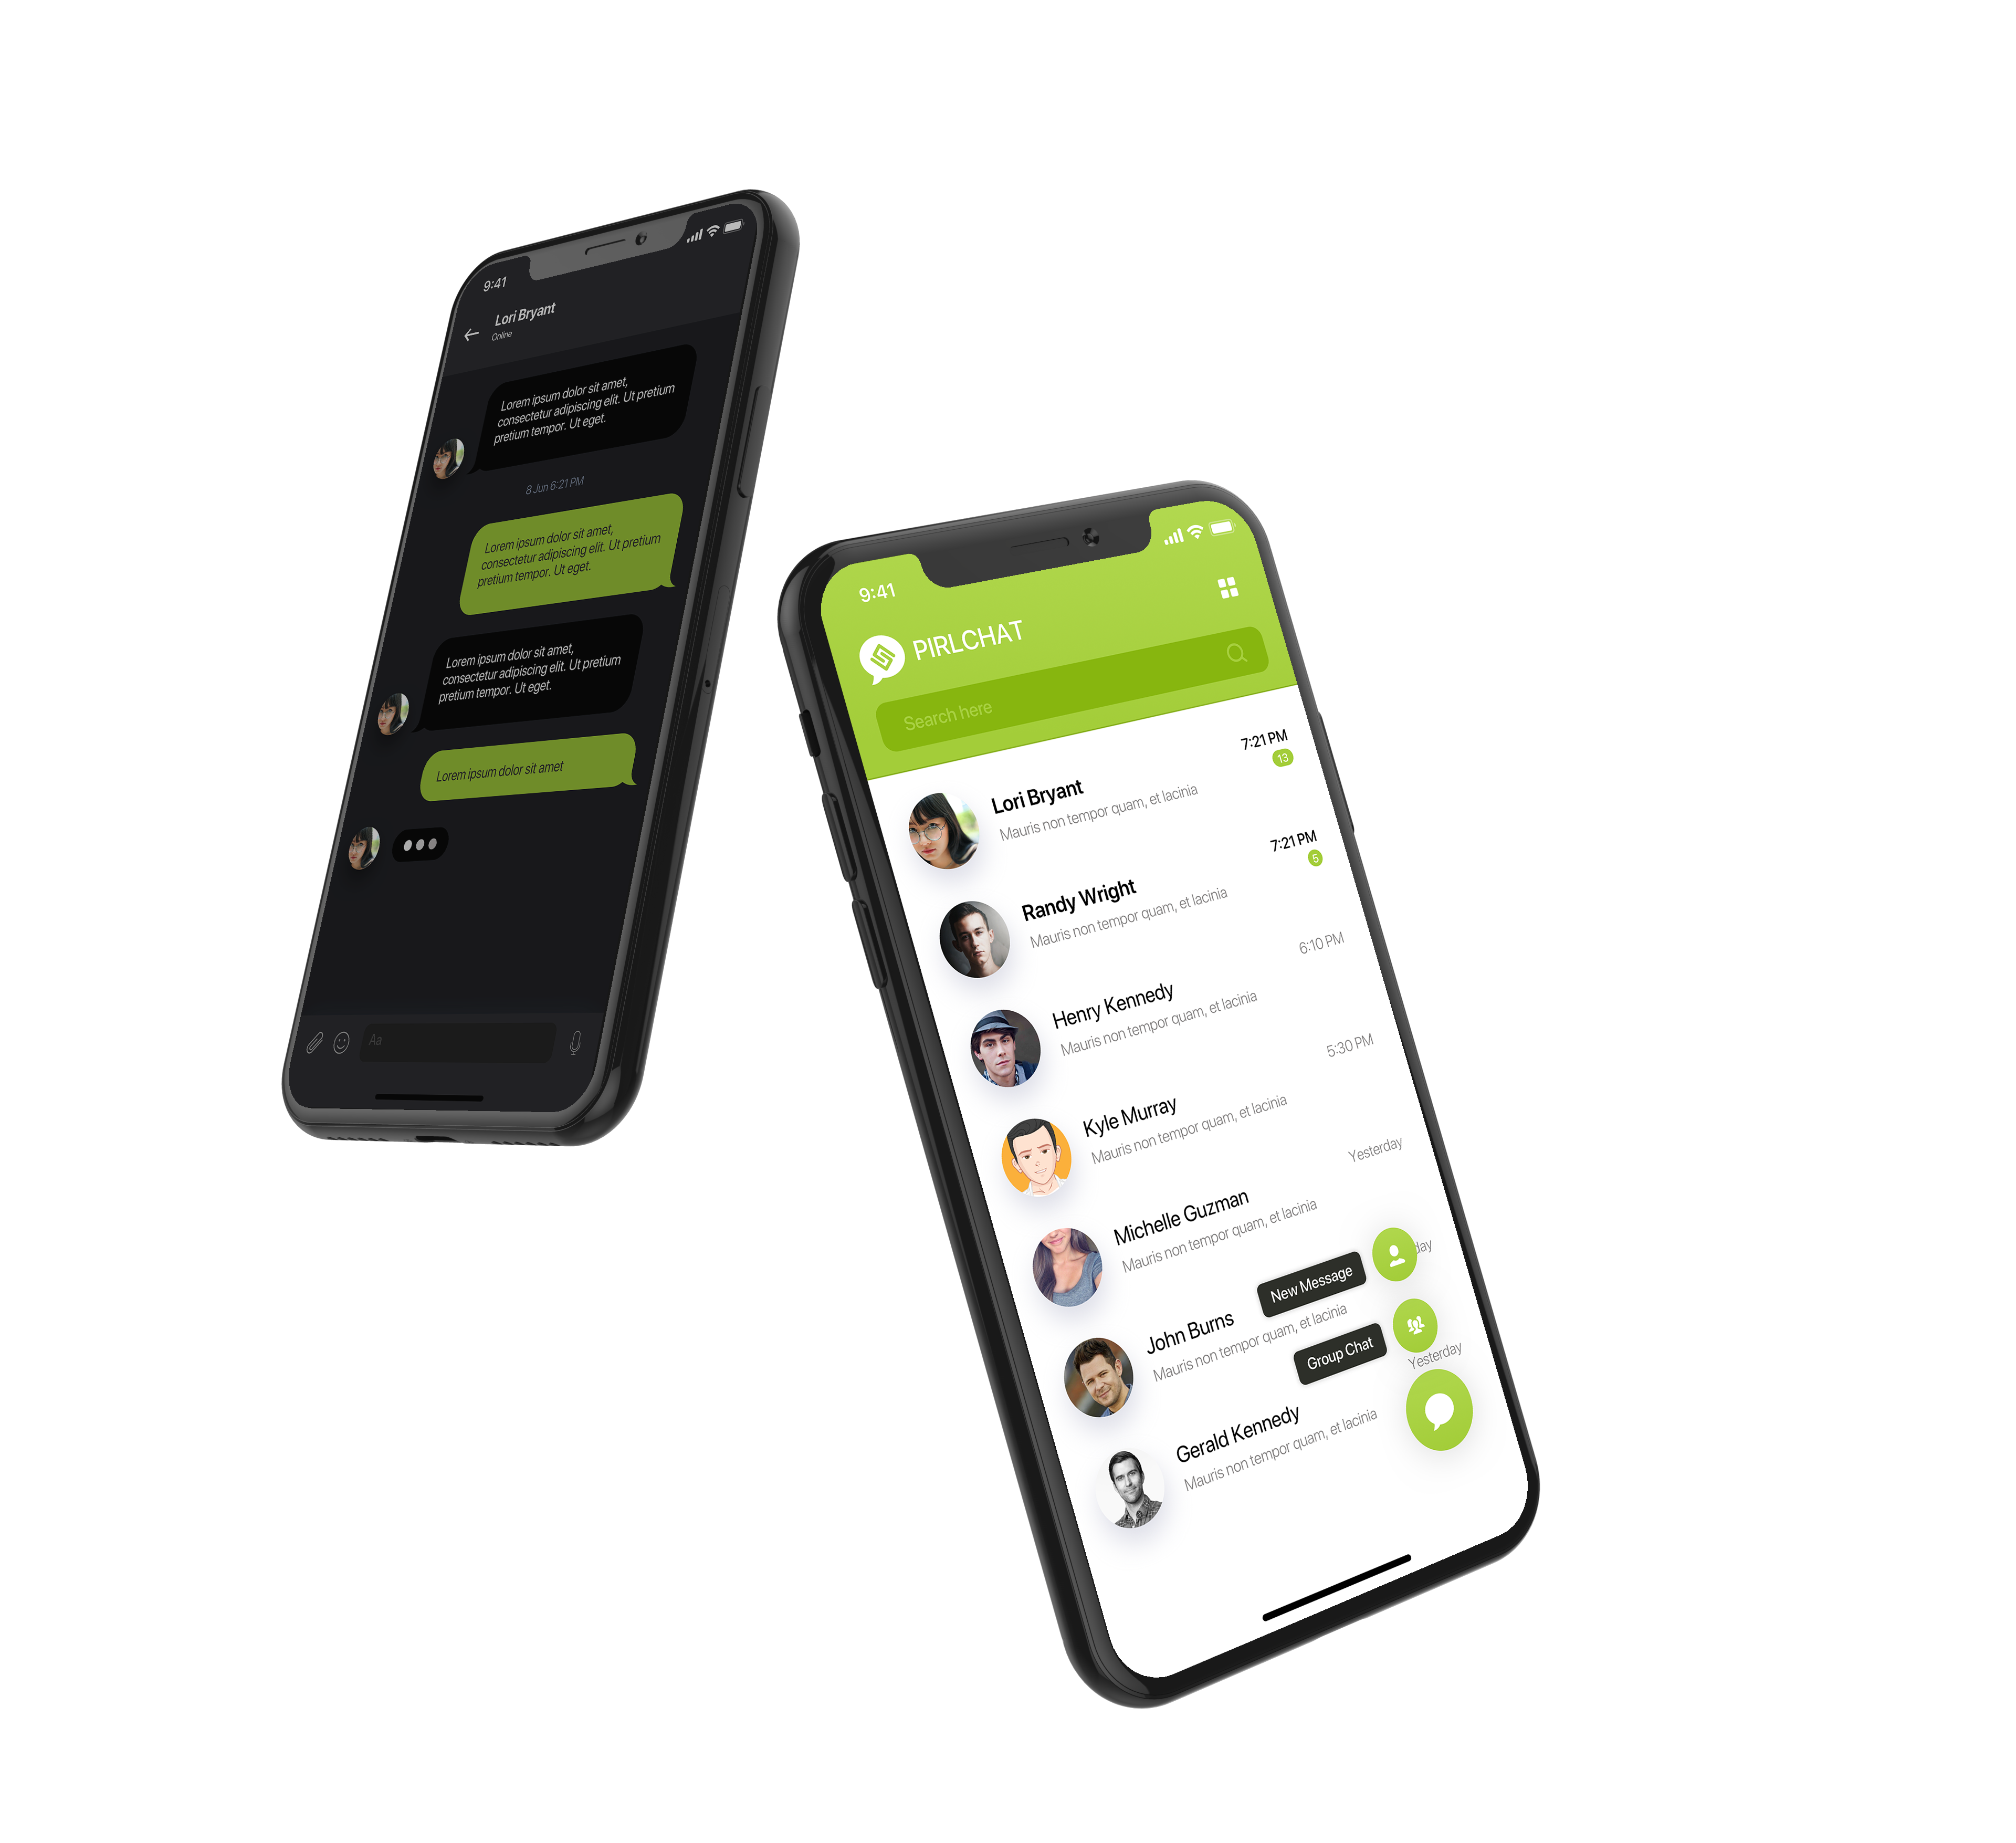 9:41
Lori Bryant
Online
Lorem ipsum dolor sit amet,
consectetur adipiscing elit. Ut pretium
pretium tempor. Ut eget.
8 Jun 6:21 PM
Lorem ipsum dolor sit amet,
consectetur adipiscing elit. Ut pretium
pretium tempor. Ut eget.
Lorem ipsum dolor sit amet,
consectetur adipiscing elit. Ut pretium
pretium tempor. Ut eget.
Lorem ipsum dolor sit amet
Aa
9:41
PIRLCHAT
Search here
Lori Bryant
7:21 PM
Mauris non tempor quam, et lacinia
13
Randy Wright
7:21 PM
Mauris non tempor quam, et lacinia
5
Henry Kennedy
6:10 PM
Mauris non tempor quam, et lacinia
Kyle Murray
5:30 PM
Mauris non tempor quam, et lacinia
Michelle Guzman
Yesterday
Mauris non tempor quam, et lacinia
New Message
day
John Burns
Mauris non tempor quam, et lacinia
Group Chat
Yesterday
Gerald Kennedy
Mauris non tempor quam, et lacinia